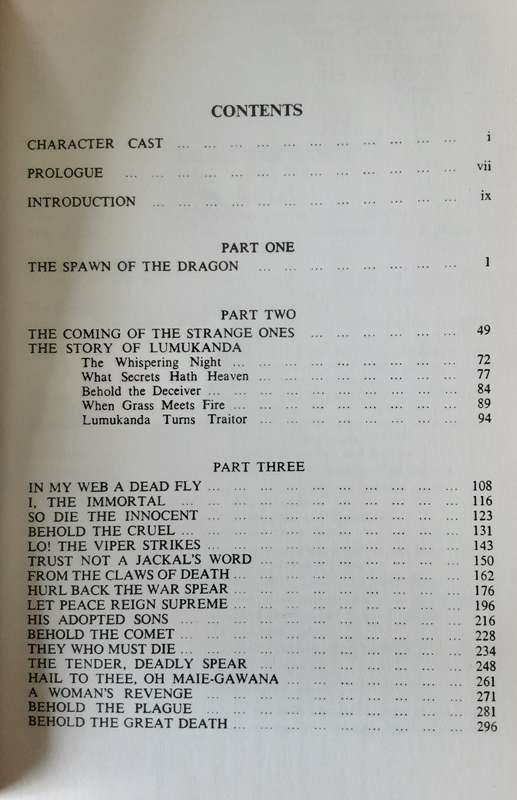 CONTENTS
CHARACTER CAST ... ... ... ... ... ... ... ... ... ... ... i
PROLOGUE ... ... ... ... ... ... ... ... ... ... ... ... ... vii
INTRODUCTION ... ... ... ... ... ... ... ... ... ... ... ... ix
PART ONE
THE SPAWN OF THE DRAGON ... ... ... ... ... ... ... ... 1
PART TWO
THE COMING OF THE STRANGE ONES ... ... ... ... ... ... 49
THE STORY OF LUMUKANDA
The Whispering Night ... ... ... ... ... ... ... ... ... 72
What Secrets Hath Heaven ... ... ... ... ... ... ... ... 77
Behold the Deceiver ... ... ... ... ... ... ... ... ... 84
When Grass Meets Fire ... ... ... ... ... ... ... ... ... 89
Lumukanda Turns Traitor ... ... ... ... ... ... ... ... 94
PART THREE
IN MY WEB A DEAD FLY ... ... ... ... ... ... ... ... ... ... 108
I, THE IMMORTAL ... ... ... ... ... ... ... ... ... ... ... 116
SO DIE THE INNOCENT ... ... ... ... ... ... ... ... ... ... 123
BEHOLD THE CRUEL ... ... ... ... ... ... ... ... ... ... ... 131
LO! THE VIPER STRIKES ... ... ... ... ... ... ... ... ... ... 143
TRUST NOT A JACKAL'S WORD ... ... ... ... ... ... ... ... 150
FROM THE CLAWS OF DEATH ... ... ... ... ... ... ... ... ... 162
HURL BACK THE WAR SPEAR ... ... ... ... ... ... ... ... ... 176
LET PEACE REIGN SUPREME ... ... ... ... ... ... ... ... ... 196
HIS ADOPTED SONS ... ... ... ... ... ... ... ... ... ... ... 216
BEHOLD THE COMET ... ... ... ... ... ... ... ... ... ... ... 228
THEY WHO MUST DIE ... ... ... ... ... ... ... ... ... ... ... 234
THE TENDER, DEADLY SPEAR ... ... ... ... ... ... ... ... 248
HAIL TO THEE, OH MAIE-GAWANA ... ... ... ... ... ... ... 261
A WOMAN'S REVENGE ... ... ... ... ... ... ... ... ... ... 271
BEHOLD THE PLAGUE ... ... ... ... ... ... ... ... ... ... 281
BEHOLD THE GREAT DEATH ... ... ... ... ... ... ... ... ... 296